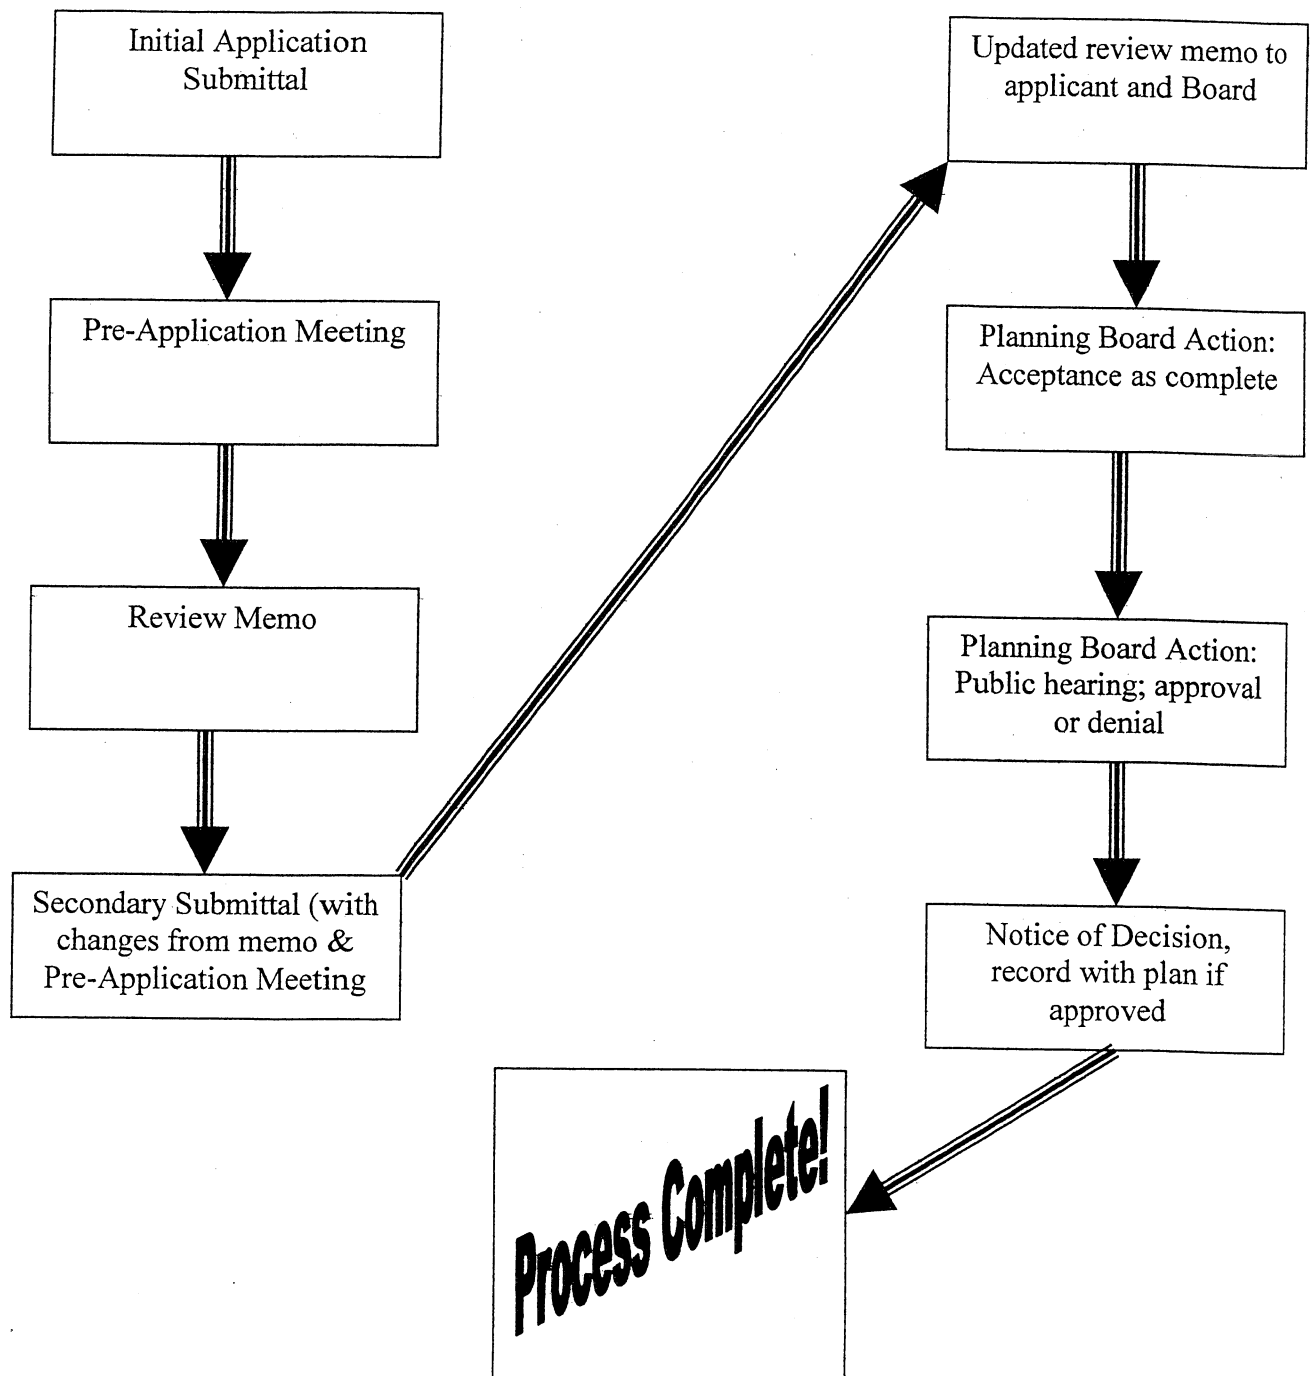 Initial Application
Submittal
Pre-Application Meeting
Review Memo
Secondary Submittal (with
changes from memo &
Pre-Application Meeting
Updated review memo to
applicant and Board
Planning Board Action:
Acceptance as complete
Planning Board Action:
Public hearing; approval
or denial
Notice of Decision,
record with plan if
approved
Process Complete!